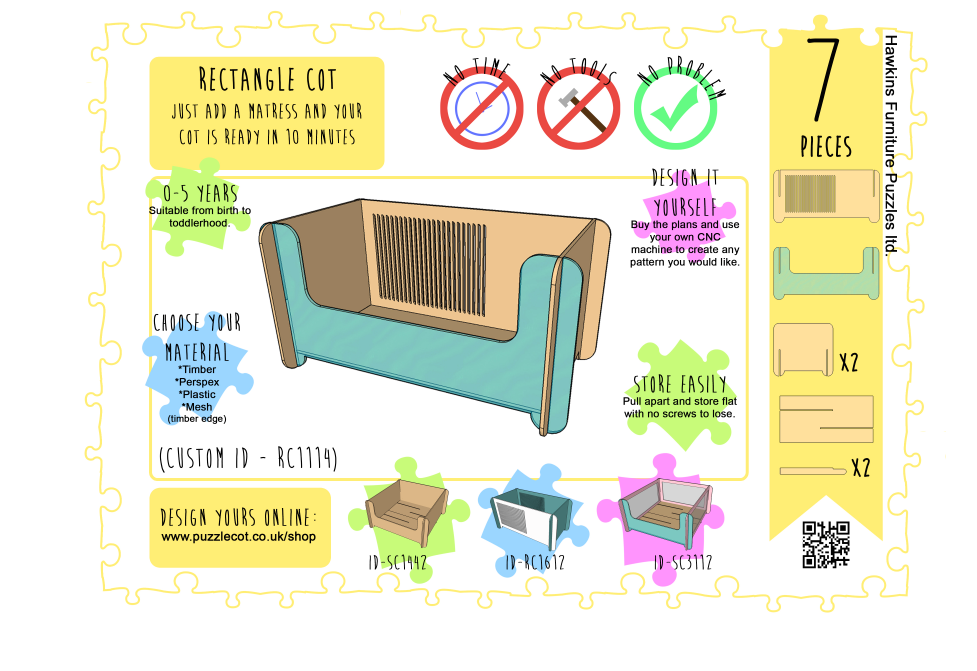 RECTANGLE COT
JUST ADD A MATRESS AND YOUR
COT IS READY IN 10 MINUTES
NO TIME
NO TOOLS
NO PROBLEM
7
PIECES
Hawkins Furniture Puzzles ltd.
0-5 YEARS
Suitable from birth to
toddlerhood.
DESIGN IT
YOURSELF
Buy the plans and use
your own CNC
machine to create any
pattern you would like.
CHOOSE YOUR
MATERIAL
*Timber
*Perspex
*Plastic
*Mesh
(timber edge)
STORE EASILY
Pull apart and store flat
with no screws to lose.
X2
X2
(CUSTOM ID - RC1114)
DESIGN YOURS ONLINE:
www.puzzlecot.co.uk/shop
ID-SC1442
ID-RC1612
ID-SC3112